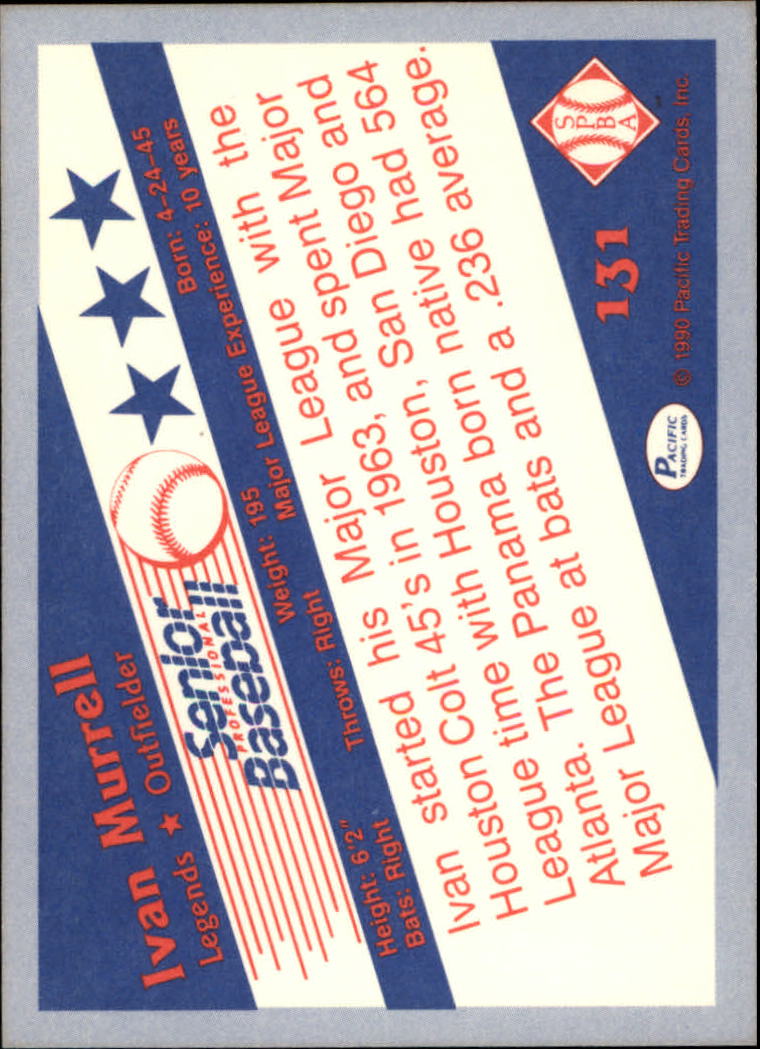 Ivan Murrell
Legends ★ Outfielder
Senior
PROFESSIONAL
Baseball
Height: 6'2" Throws: Right Weight: 195 Born: 4-24-45
Bats: Right Major League Experience: 10 years
Ivan started his Major League with the
Houston Colt 45's in 1963, and spent Major
League time with Houston, San Diego and
Atlanta. The Panama born native had 564
Major League at bats and a .236 average.
PACIFIC
TRADING CARDS
© 1990 Pacific Trading Cards, Inc.
131
S
P
B
A